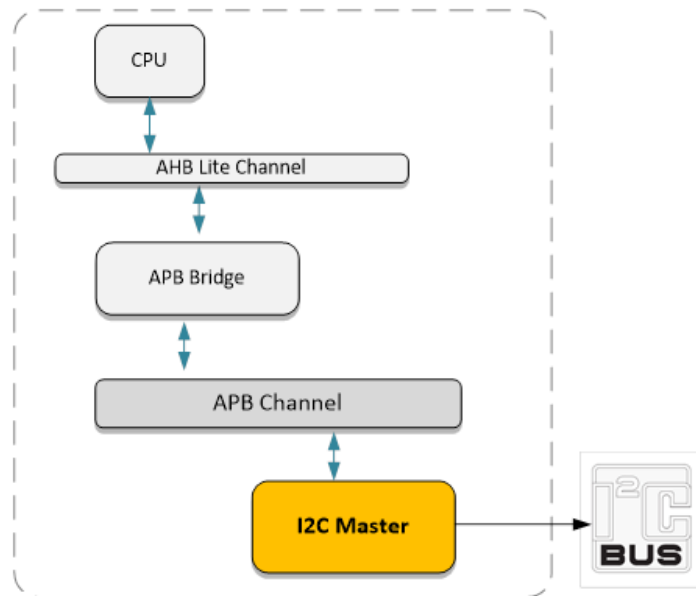 CPU
AHB Lite Channel
APB Bridge
APB Channel
I2C Master
I2C
BUS